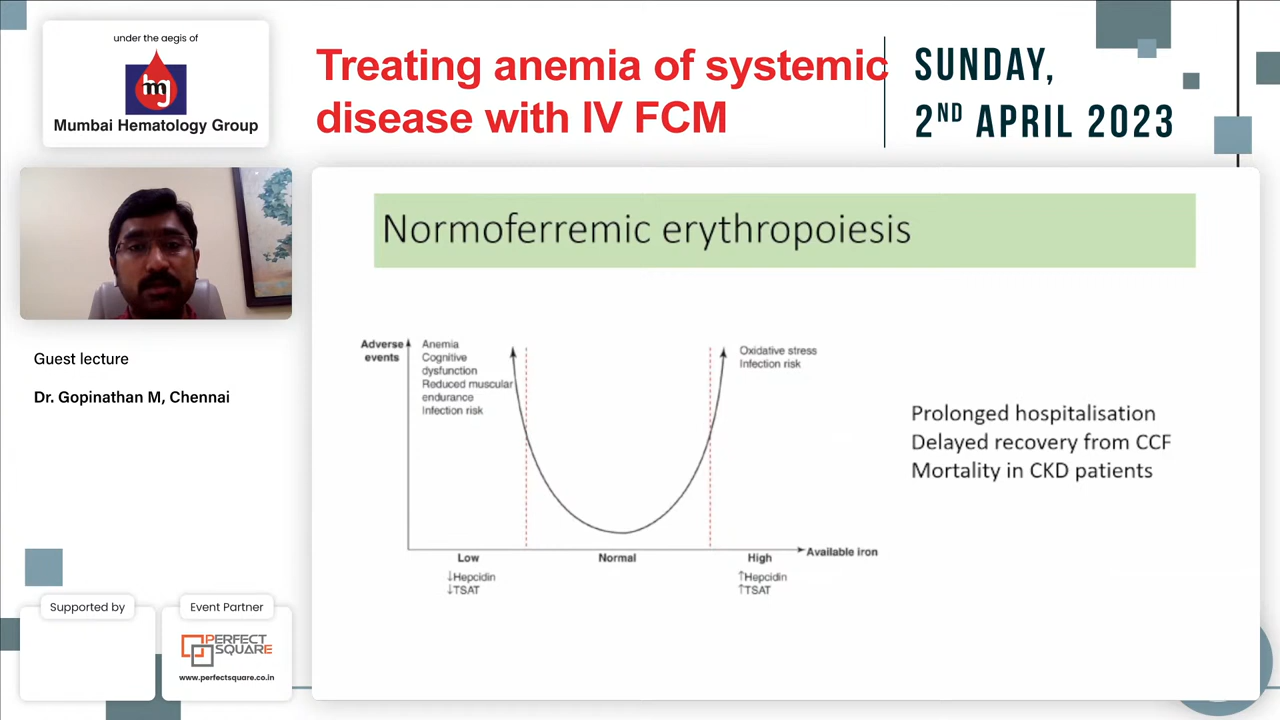 under the aegis of
mj
Mumbai Hematology Group
Treating anemia of systemic
disease with IV FCM
SUNDAY,
2ND APRIL 2023
Guest lecture
Dr. Gopinathan M, Chennai
Supported by
Event Partner
PERFECT
SQUARE
www.perfectsquare.co.in
Normoferremic erythropoiesis
Adverse
events
Anemia
Cognitive
dysfunction
Reduced muscular
endurance
Infection risk
Oxidative stress
Infection risk
Low
Normal
High
Available iron
↓Hepcidin
↓TSAT
↑Hepcidin
↑TSAT
Prolonged hospitalisation
Delayed recovery from CCF
Mortality in CKD patients